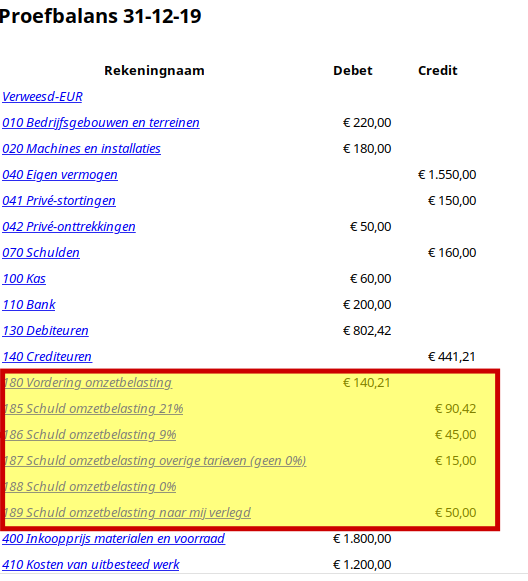 Proefbalans 31-12-19
Rekeningnaam Debet Credit
Verweesd-EUR
010 Bedrijfsgebouwen en terreinen € 220,00
020 Machines en installaties € 180,00
040 Eigen vermogen € 1.550,00
041 Privé-stortingen € 150,00
042 Privé-onttrekkingen € 50,00
070 Schulden € 160,00
100 Kas € 60,00
110 Bank € 200,00
130 Debiteuren € 802,42
140 Crediteuren € 441,21
180 Vordering omzetbelasting € 140,21
185 Schuld omzetbelasting 21% € 90,42
186 Schuld omzetbelasting 9% € 45,00
187 Schuld omzetbelasting overige tarieven (geen 0%) € 15,00
188 Schuld omzetbelasting 0%
189 Schuld omzetbelasting naar mij verlegd € 50,00
400 Inkoopprijs materialen en voorraad € 1.800,00
410 Kosten van uitbesteed werk € 1.200,00